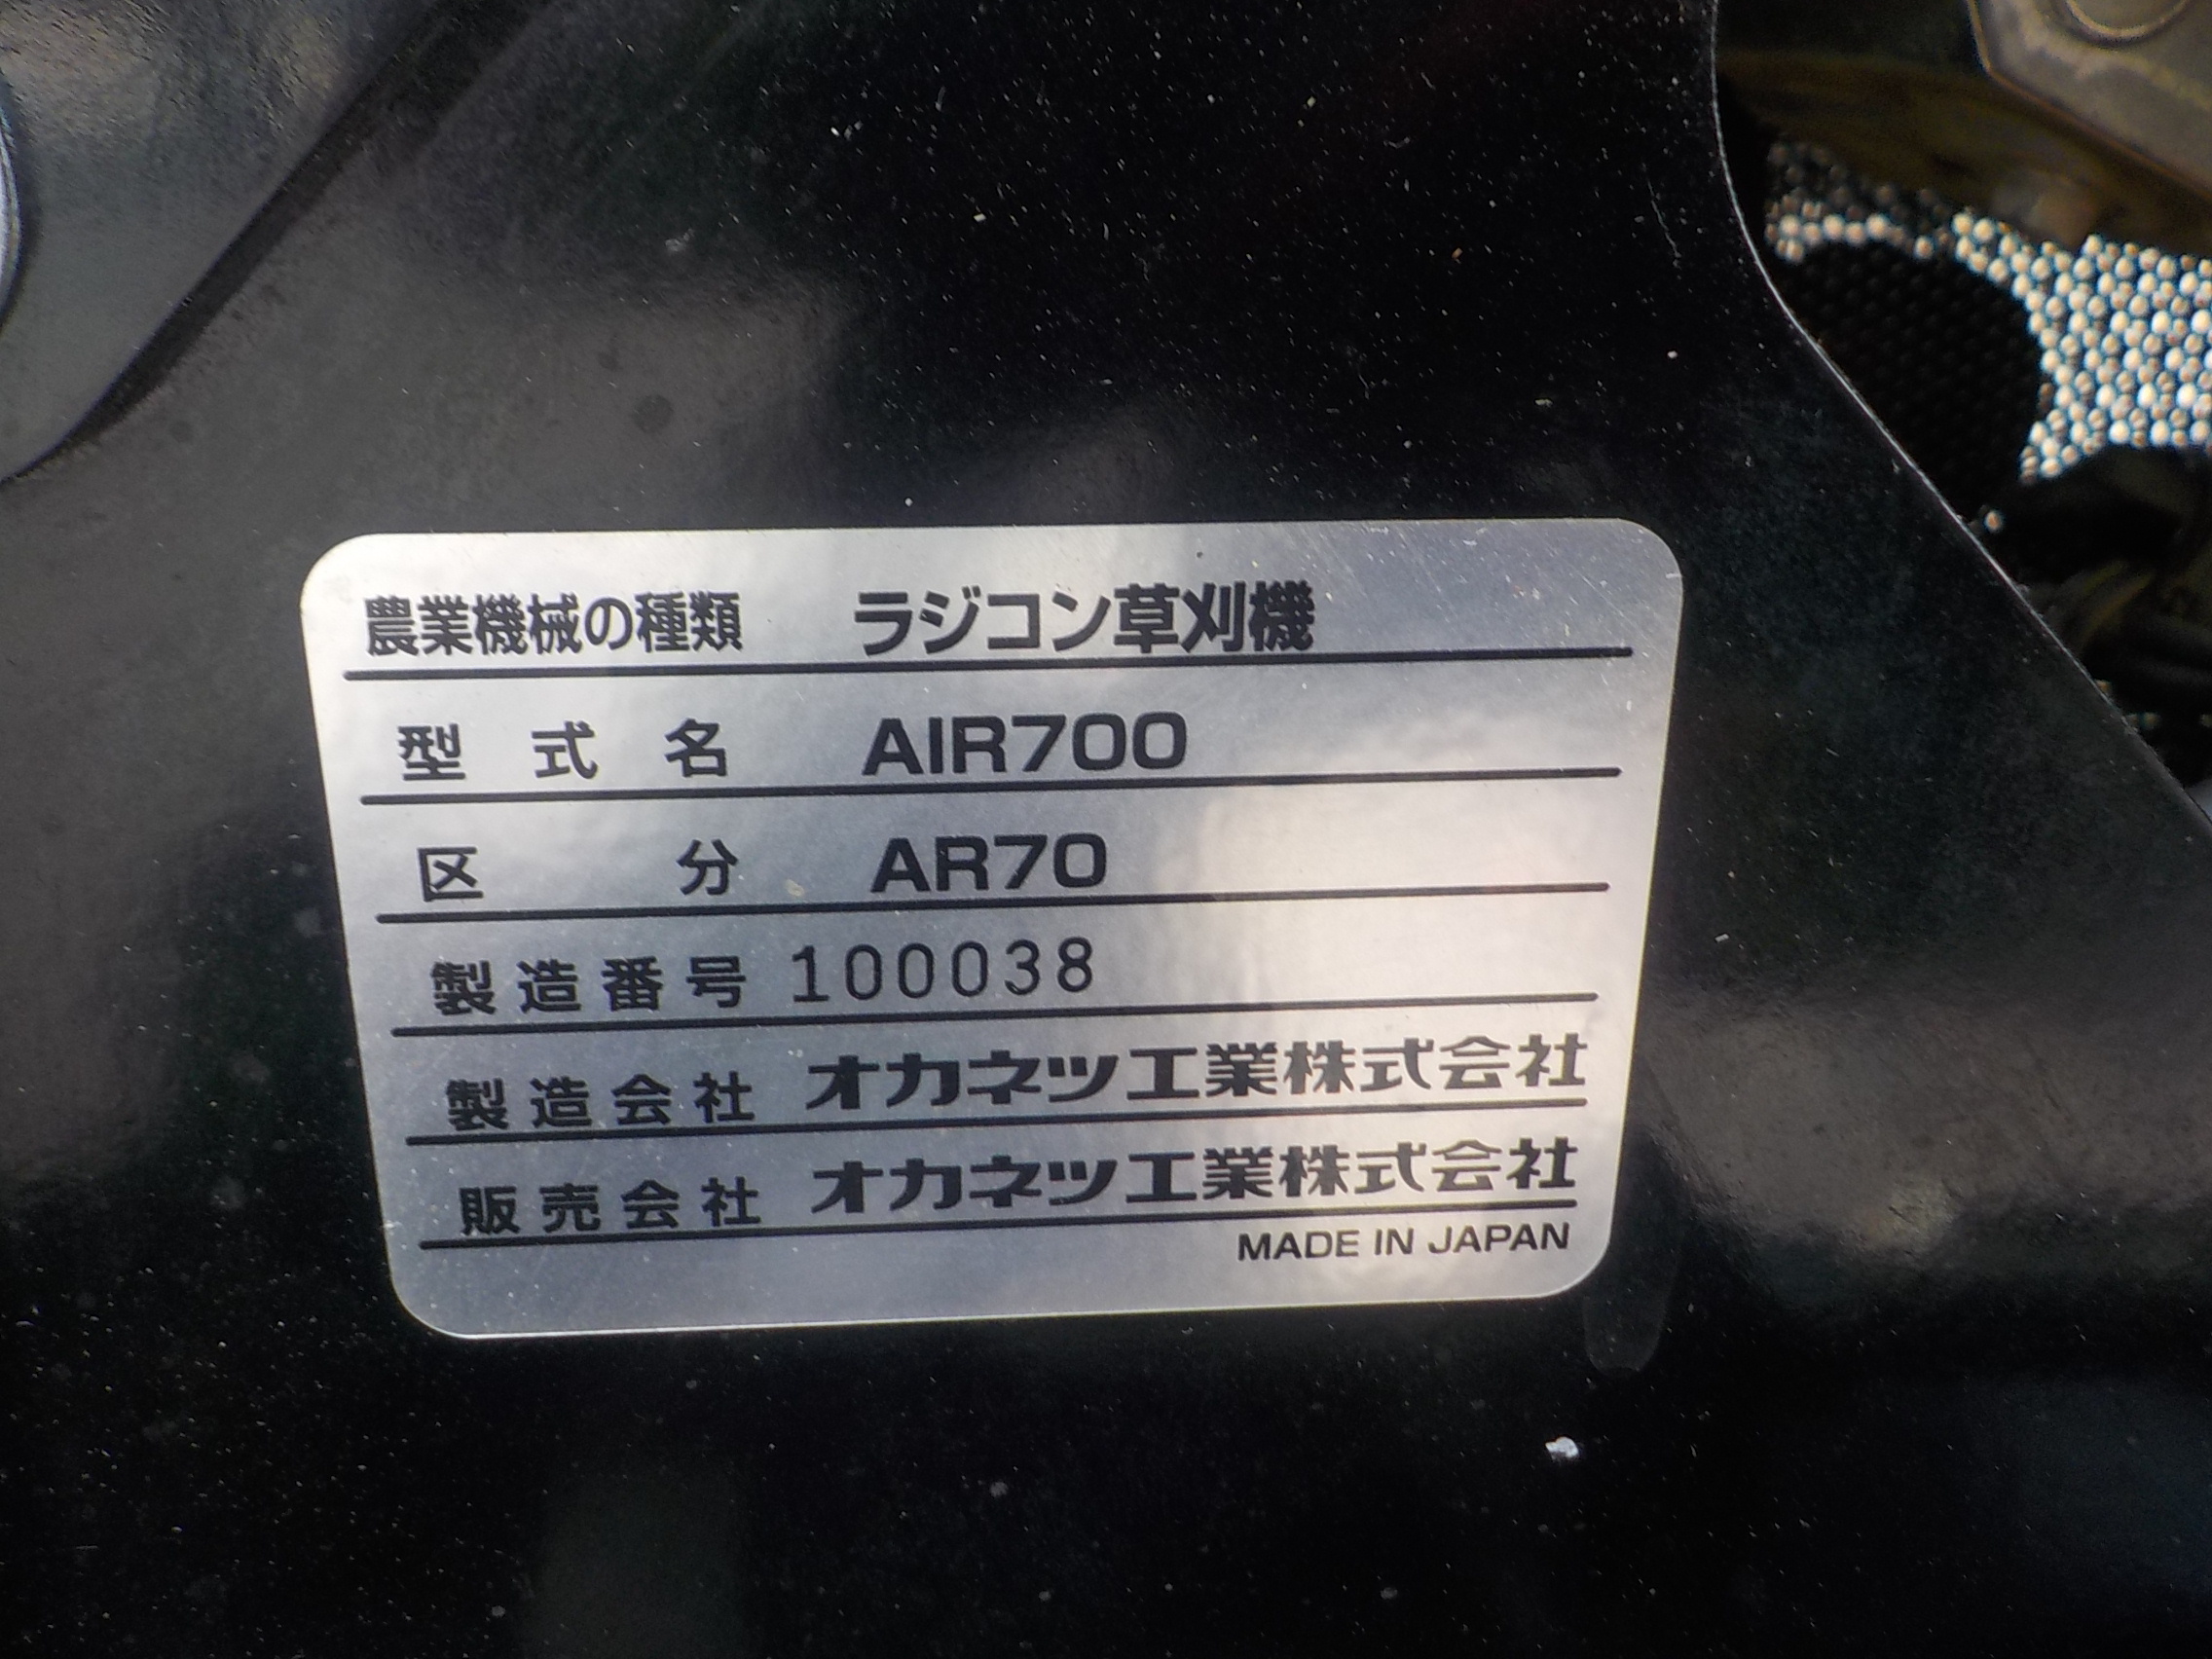 農業機械の種類 ラジコン草刈機
型式名 AIR700
区分 AR70
製造番号 100038
製造会社 オカネツ工業株式会社
販売会社 オカネツ工業株式会社
MADE IN JAPAN